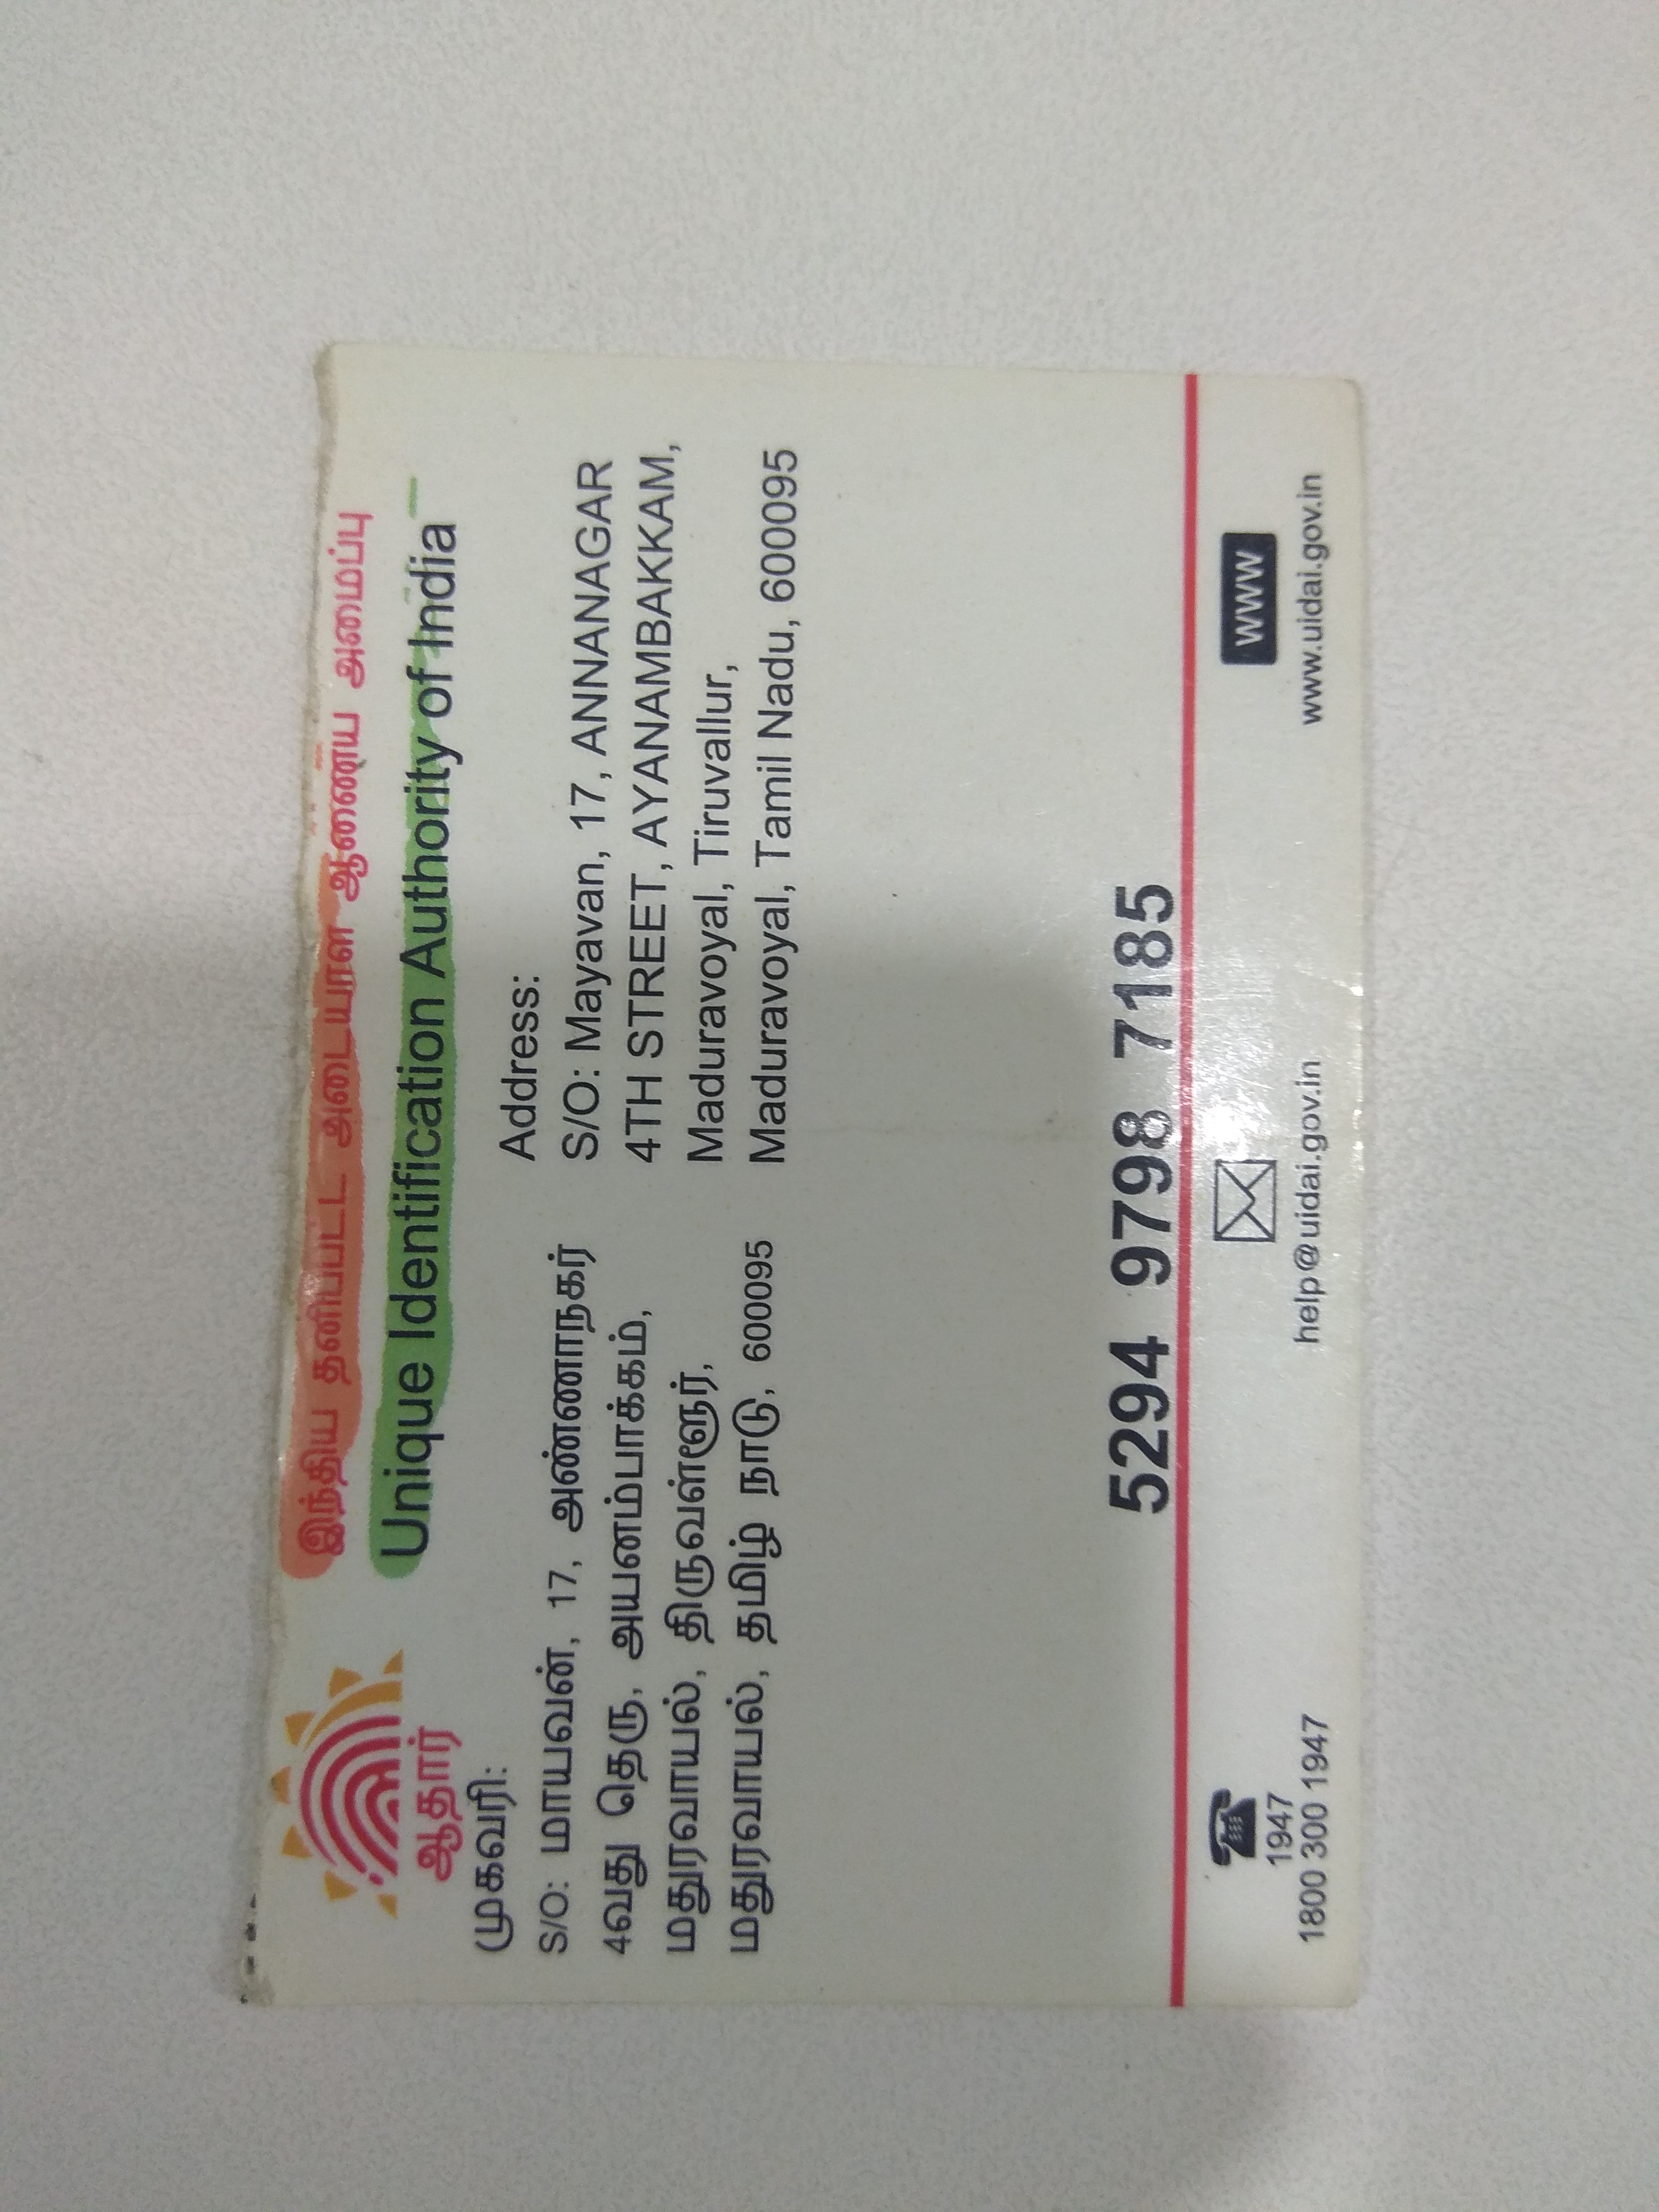 இந்திய தனிப்பட்ட அடையாள ஆணைய அமைப்பு
Unique Identification Authority of India
ஆதார்
முகவரி:
S/O: மாயவன், 17, அண்ணாநகர்
4வது தெரு, அயனம்பாக்கம்,
மதுரவாயல், திருவள்ளூர்,
மதுரவாயல், தமிழ் நாடு, 600095
Address:
S/O: Mayavan, 17, ANNANAGAR
4TH STREET, AYANAMBAKKAM,
Maduravoyal, Tiruvallur,
Maduravoyal, Tamil Nadu, 600095
5294 9798 7185
1947
1800 300 1947
help@uidai.gov.in
www
www.uidai.gov.in